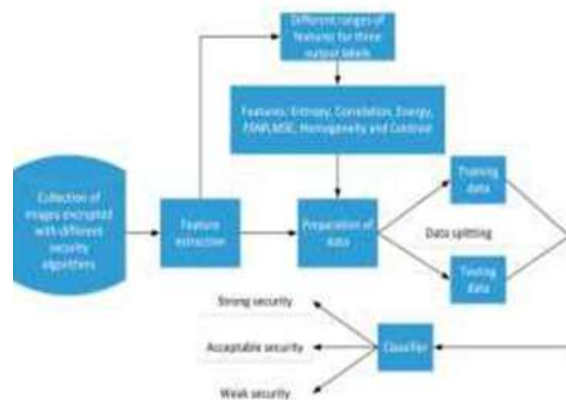 Different ranges of
features for three
output labels
Features: Entropy, Correlation, Energy,
PSNR,MSE, Homogeneity and Contrast
Collection of
images encrypted
with different
security
algorithms
Feature
extraction
Preparation of
data
Training
data
Data splitting
Testing
data
Strong security
Acceptable security
Classifier
Weak security